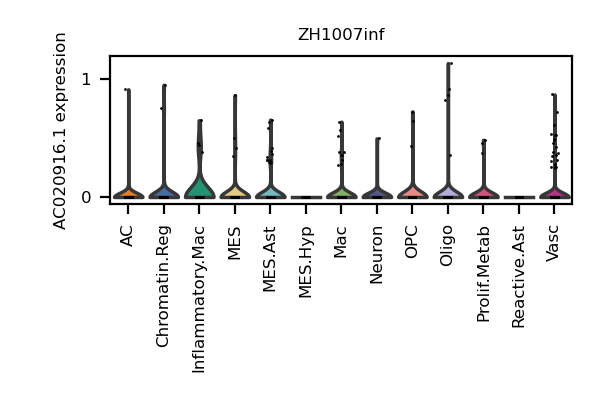 ZH1007inf
AC020916.1 expression
1
0
AC
Chromatin.Reg
Inflammatory.Mac
MES
MES.Ast
MES.Hyp
Mac
Neuron
OPC
Oligo
Prolif.Metab
Reactive.Ast
Vasc